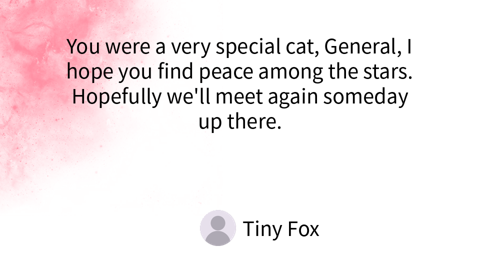 You were a very special cat, General, I
hope you find peace among the stars.
Hopefully we'll meet again someday
up there.
Tiny Fox